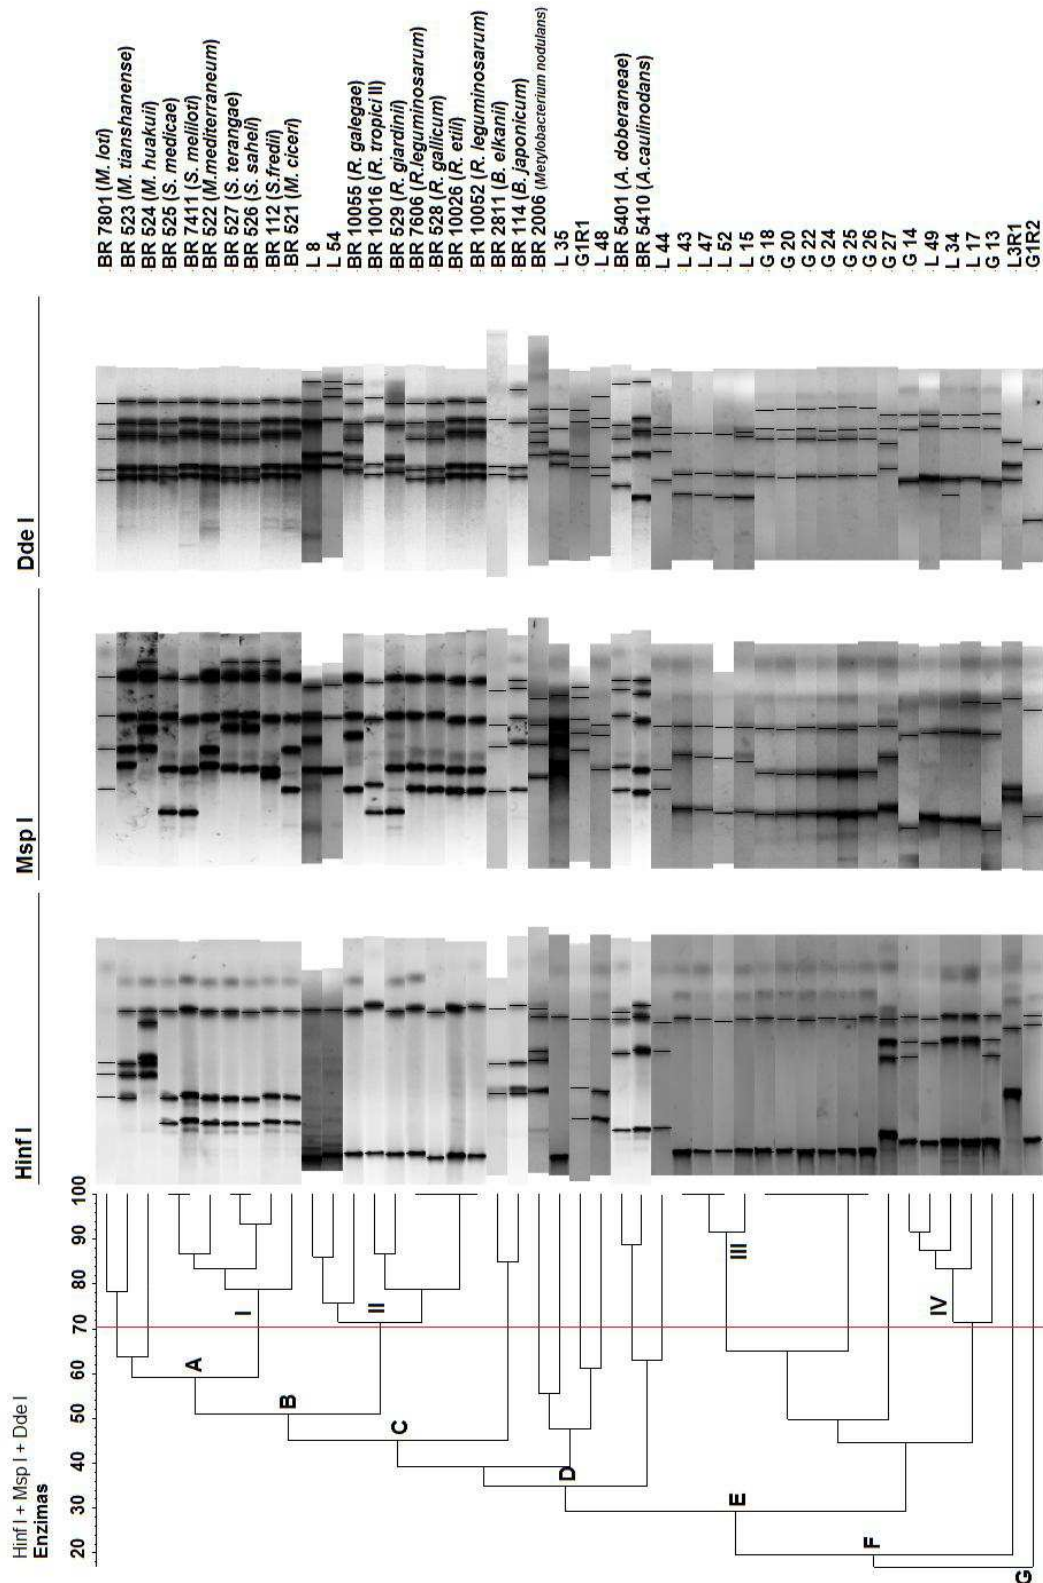 Hinf I + Msp I + Dde I
Enzimas
20 30 40 50 60 70 80 90 100
Hinf I
Msp I
Dde I
BR 7801 (M. loti)
BR 523 (M. tianshanense)
BR 524 (M. huakuii)
BR 525 (S. medicae)
BR 7411 (S. meliloti)
BR 522 (M.mediterraneum)
BR 527 (S. terangae)
BR 526 (S. saheli)
BR 112 (S.fredii)
BR 521 (M. ciceri)
L 8
L 54
BR 10055 (R. galegae)
BR 10016 (R. tropici II)
BR 529 (R. giardinii)
BR 7606 (R.leguminosarum)
BR 528 (R. gallicum)
BR 10026 (R. etili)
BR 10052 (R. leguminosarum)
BR 2811 (B. elkanii)
BR 114 (B. japonicum)
BR 2006 (Metylobacterium nodulans)
L 35
G1R1
L 48
BR 5401 (A. doberaneae)
BR 5410 (A.caulinodans)
L 44
L 43
L 47
L 52
L 15
G 18
G 20
G 22
G 24
G 25
G 26
G 27
G 14
L 49
L 34
L 17
G 13
L3R1
G1R2
I
II
III
IV
A
B
C
D
E
F
G